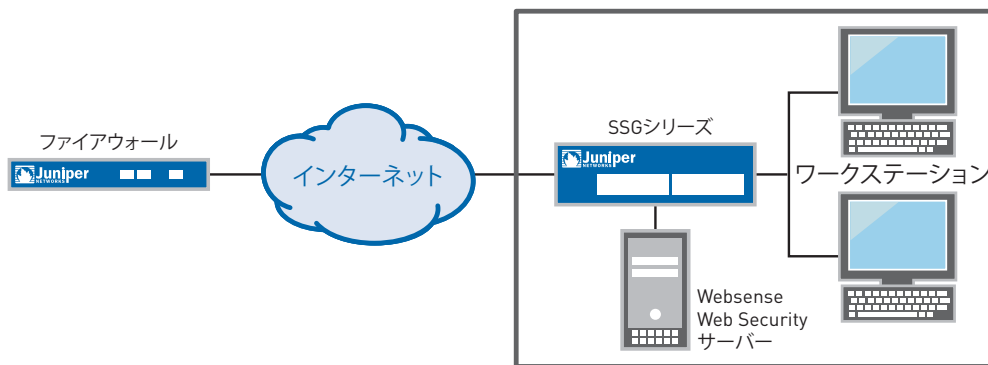 ファイアウォール
Juniper
NETWORKS
インターネット
SSGシリーズ
Juniper
NETWORKS
ワークステーション
Websense
Web Security
サーバー